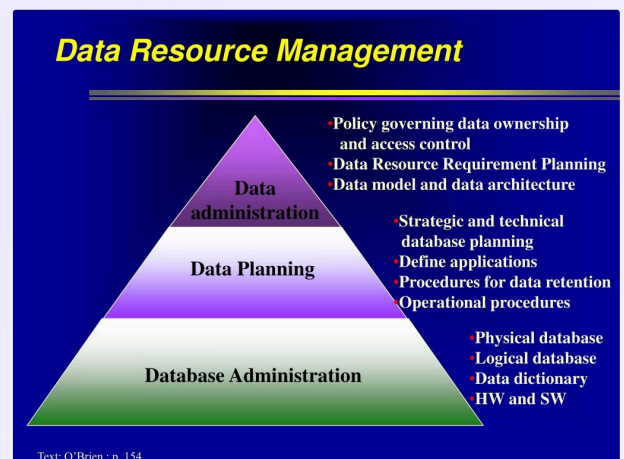 Data Resource Management
•Policy governing data ownership
and access control
•Data Resource Requirement Planning
•Data model and data architecture
Data
administration
•Strategic and technical
database planning
•Define applications
•Procedures for data retention
•Operational procedures
Data Planning
•Physical database
•Logical database
•Data dictionary
•HW and SW
Database Administration
Text: O'Brien : p. 154